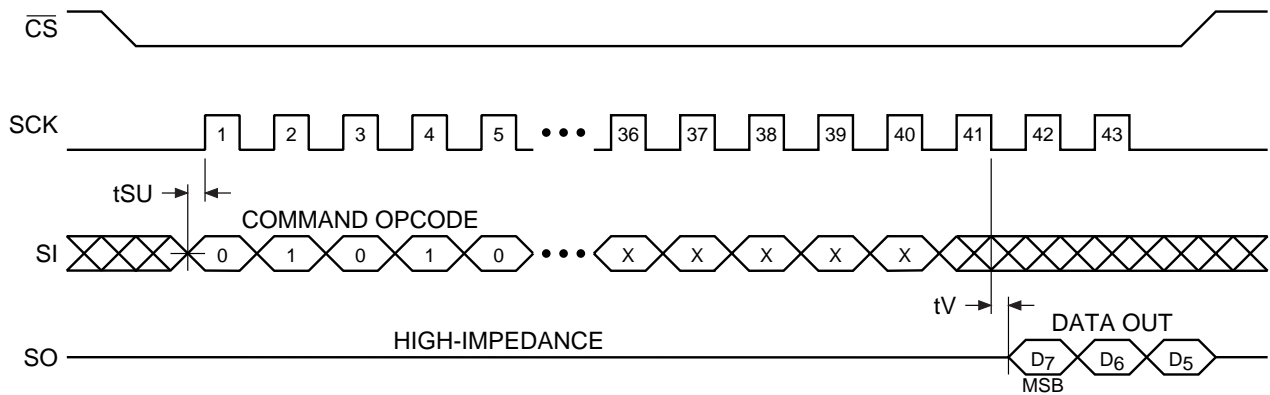 CS
SCK 1 2 3 4 5 ••• 36 37 38 39 40 41 42 43
tSU
COMMAND OPCODE
SI 0 1 0 1 0 ••• X X X X X
tV
DATA OUT
HIGH-IMPEDANCE
SO D7 D6 D5
MSB